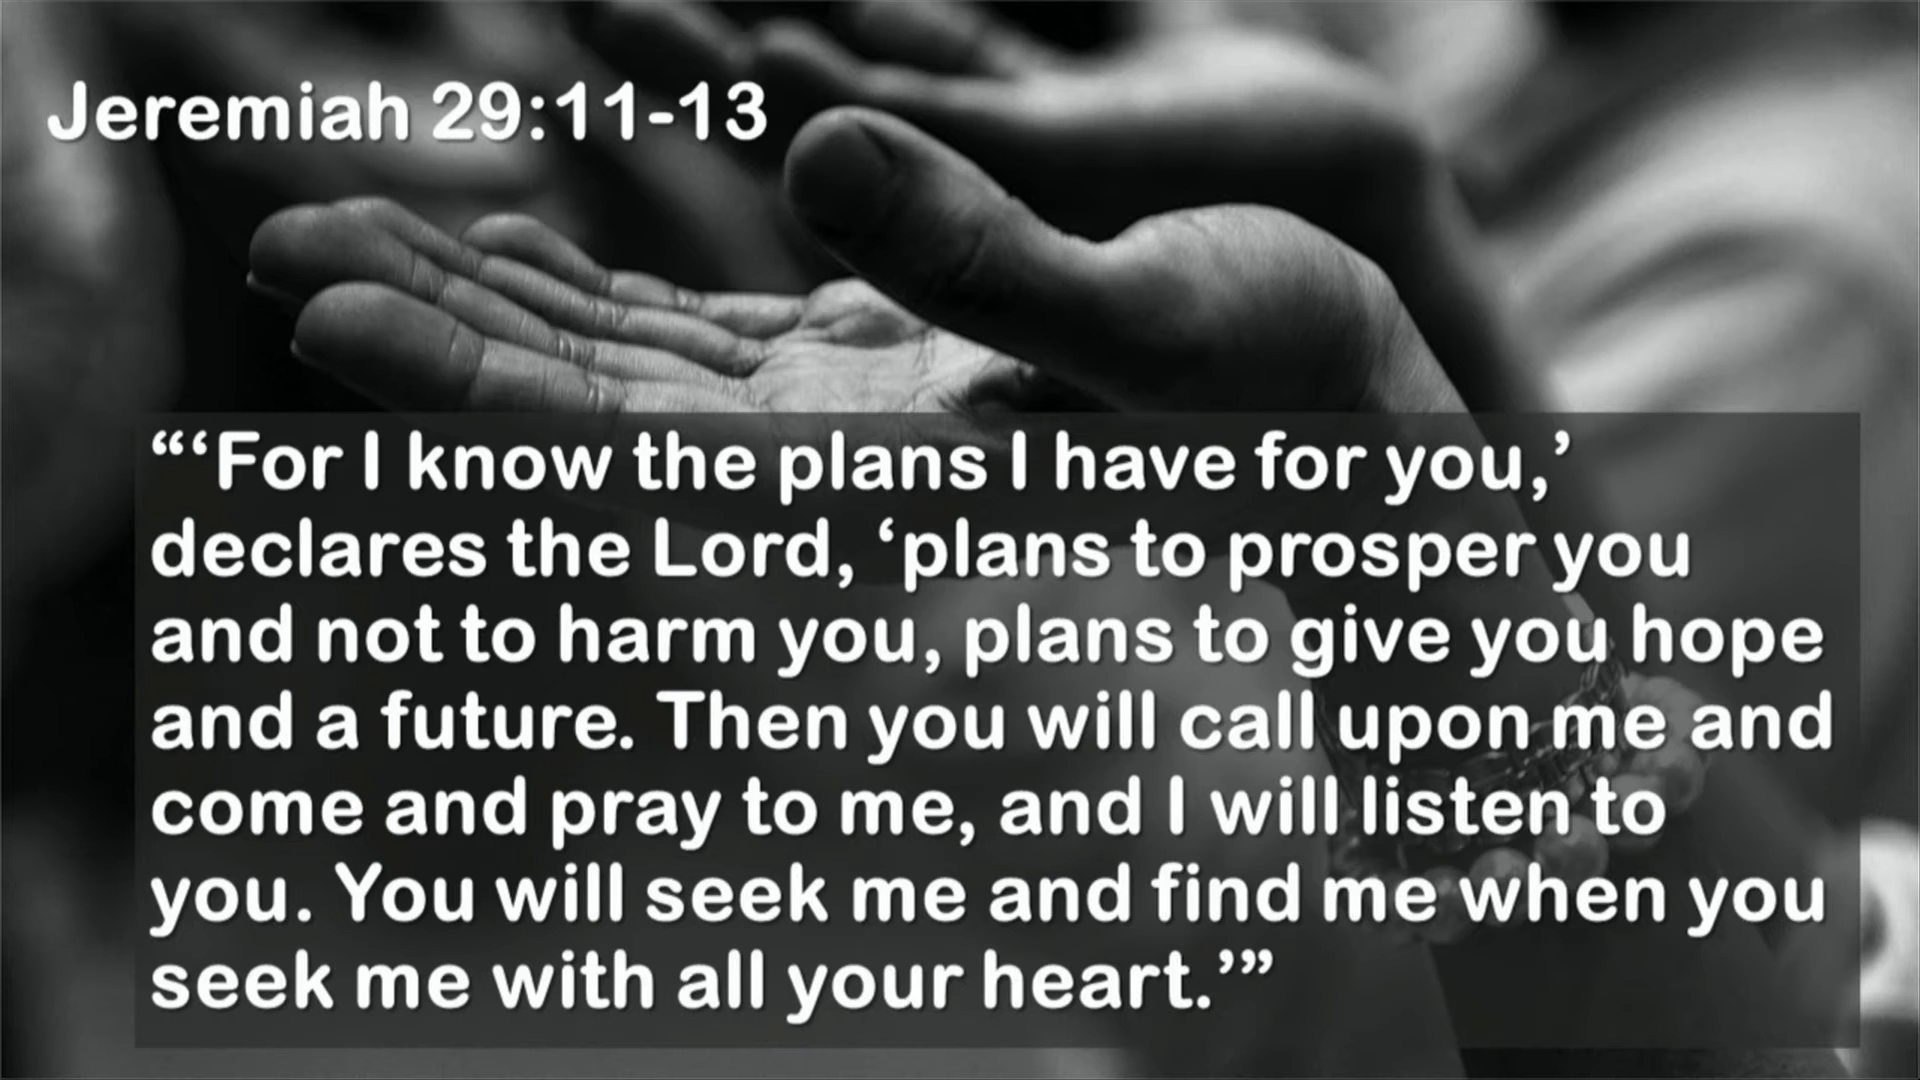 Jeremiah 29:11-13
“‘For I know the plans I have for you,’
declares the Lord, ‘plans to prosper you
and not to harm you, plans to give you hope
and a future. Then you will call upon me and
come and pray to me, and I will listen to
you. You will seek me and find me when you
seek me with all your heart.’”